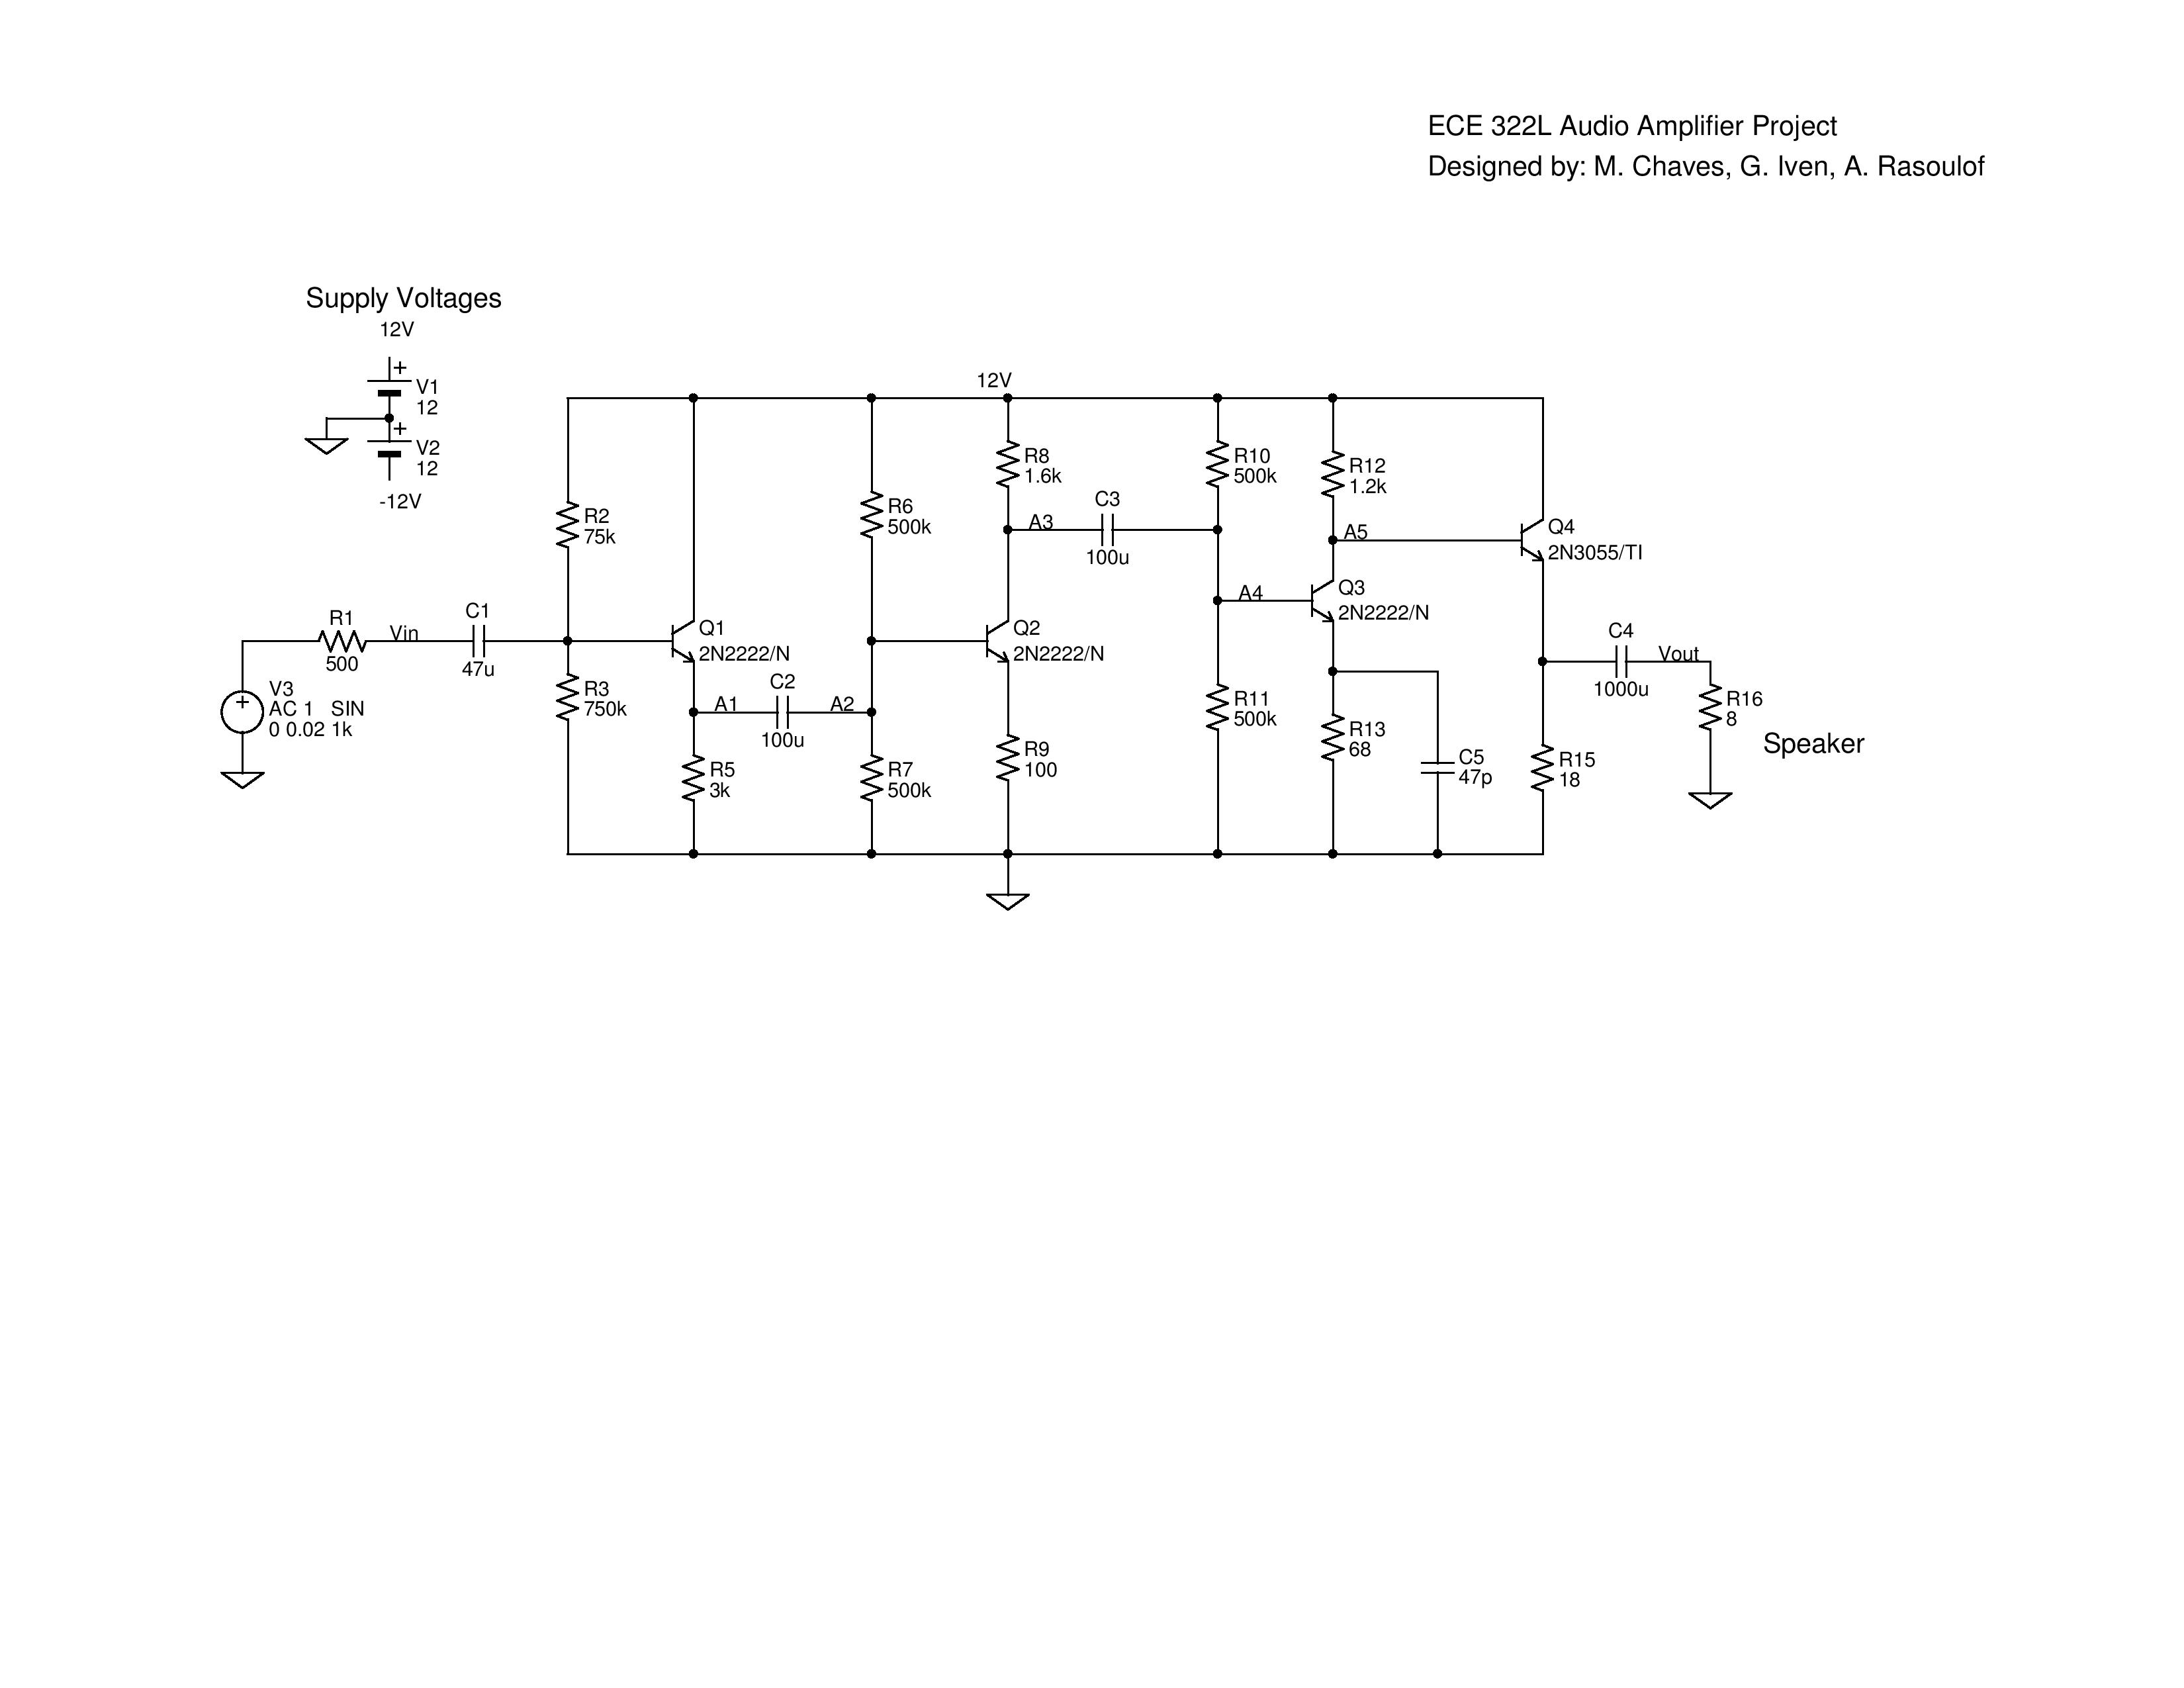 ECE 322L Audio Amplifier Project
Designed by: M. Chaves, G. Iven, A. Rasoulof
Supply Voltages
12V
+
V1
12
+
V2
12
-12V
12V
R2
75k
R6
500k
R8
1.6k
A3
C3
100u
R10
500k
R12
1.2k
A5
Q4
2N3055/TI
R1
500
Vin
C1
47u
Q1
2N2222/N
Q2
2N2222/N
A4
Q3
2N2222/N
C4
1000u
Vout
V3
+
AC 1 SIN
0 0.02 1k
R3
750k
A1
C2
100u
A2
R5
3k
R7
500k
R9
100
R11
500k
R13
68
C5
47p
R15
18
R16
8
Speaker